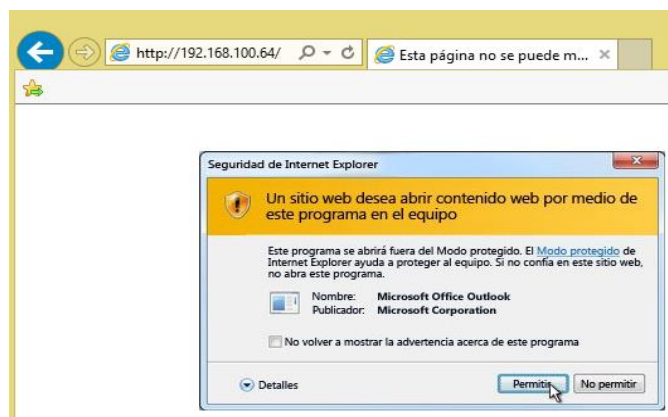 http://192.168.100.64/
Esta página no se puede m...
Seguridad de Internet Explorer
Un sitio web desea abrir contenido web por medio de
este programa en el equipo
Este programa se abrirá fuera del Modo protegido. El Modo protegido de
Internet Explorer ayuda a proteger al equipo. Si no confía en este sitio web,
no abra este programa.
Nombre: Microsoft Office Outlook
Publicador: Microsoft Corporation
No volver a mostrar la advertencia acerca de este programa
Detalles
Permitir
No permitir